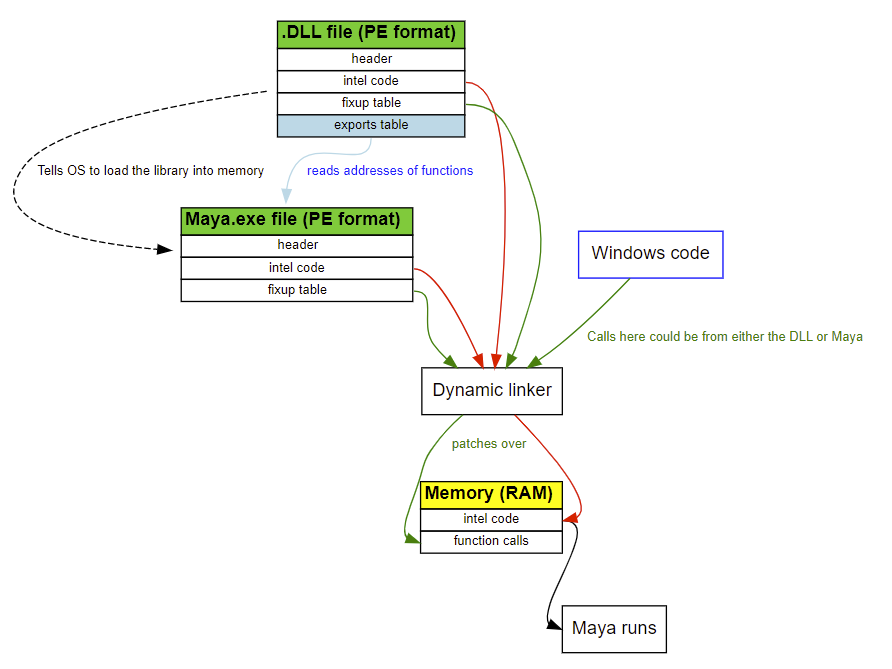 .DLL file (PE format)
header
intel code
fixup table
exports table
Tells OS to load the library into memory
reads addresses of functions
Maya.exe file (PE format)
header
intel code
fixup table
Windows code
Calls here could be from either the DLL or Maya
Dynamic linker
patches over
Memory (RAM)
intel code
function calls
Maya runs